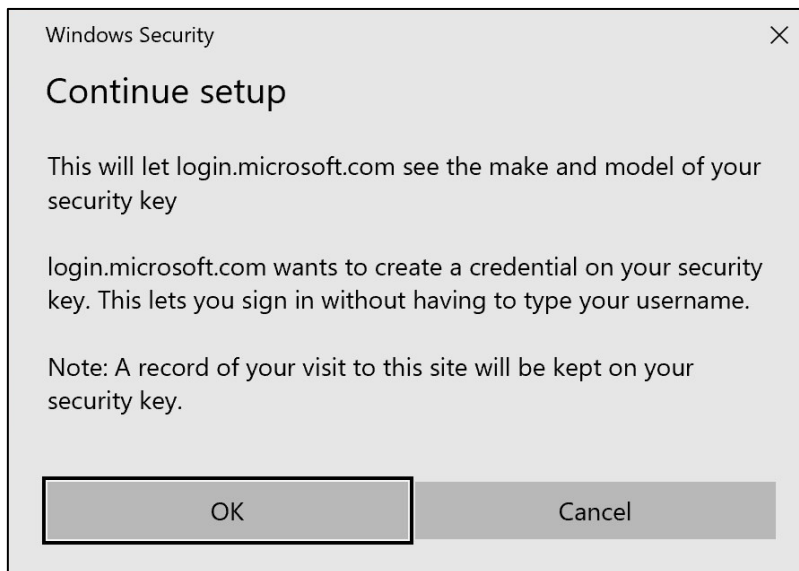 Windows Security
Continue setup
This will let login.microsoft.com see the make and model of your
security key
login.microsoft.com wants to create a credential on your security
key. This lets you sign in without having to type your username.
Note: A record of your visit to this site will be kept on your
security key.
OK
Cancel